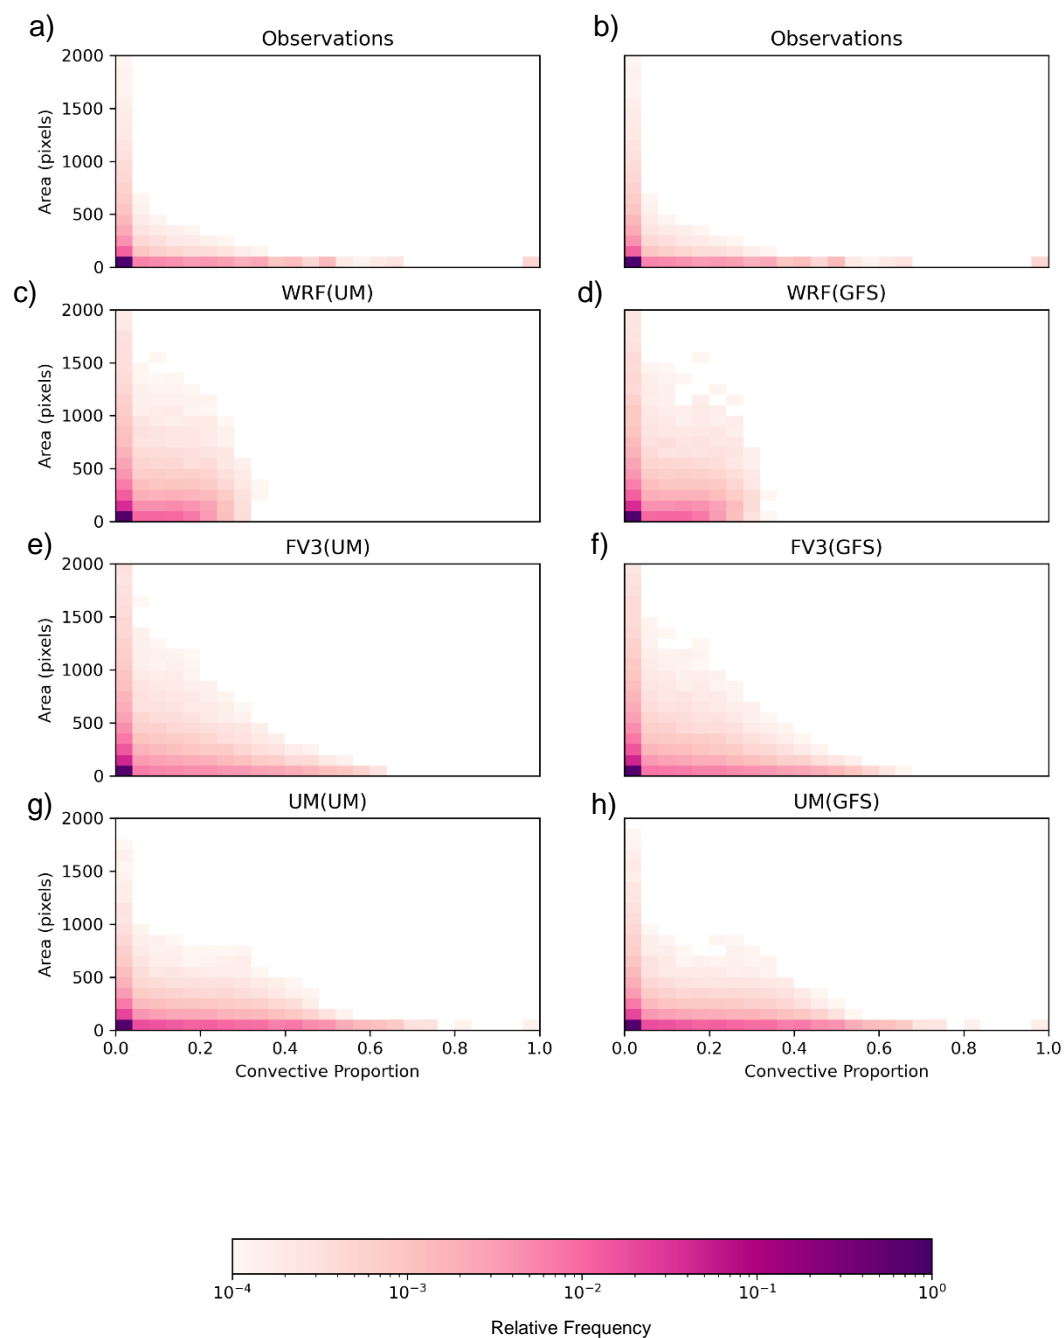 a) b)
Observations Observations
2000
1500
1000
500
0
Area (pixels)
c) d)
WRF(UM) WRF(GFS)
2000
1500
1000
500
0
Area (pixels)
e) f)
FV3(UM) FV3(GFS)
2000
1500
1000
500
0
Area (pixels)
g) h)
UM(UM) UM(GFS)
2000
1500
1000
500
0
Area (pixels)
0.0 0.2 0.4 0.6 0.8 1.0 0.0 0.2 0.4 0.6 0.8 1.0
Convective Proportion Convective Proportion
10⁻⁴ 10⁻³ 10⁻² 10⁻¹ 10⁰
Relative Frequency